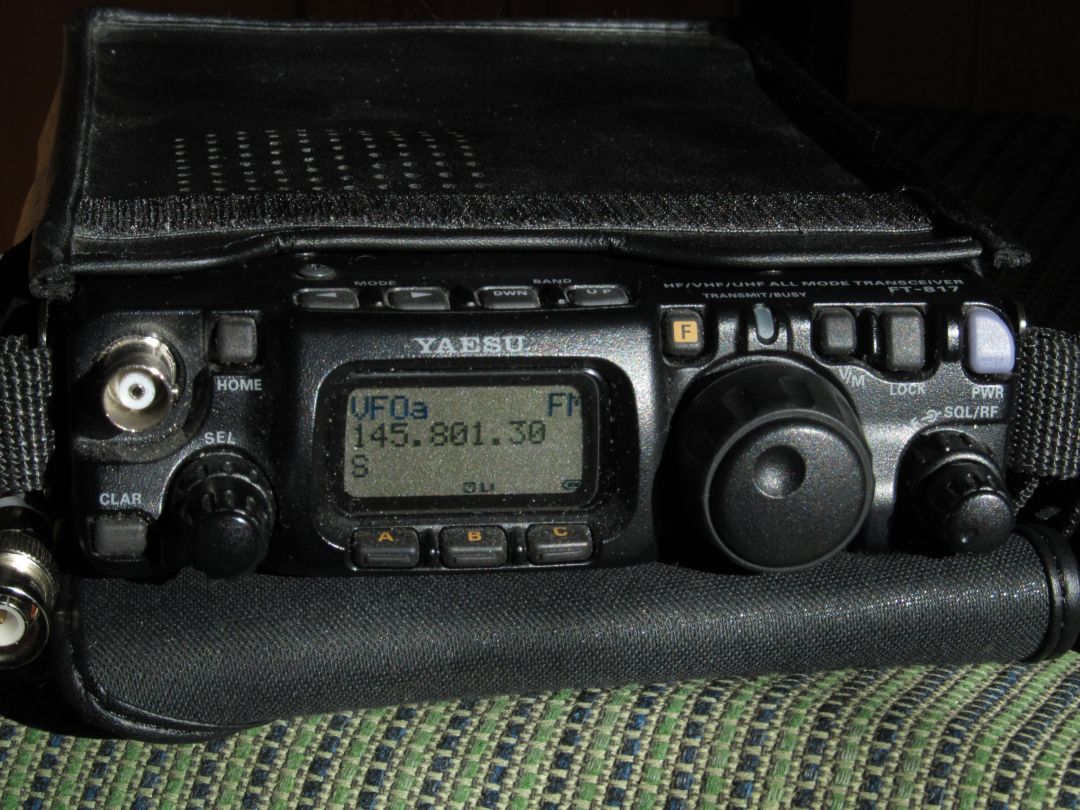 MODE BAND
DWN UP
HF/VHF/UHF ALL MODE TRANSCEIVER
FT-817
TRANSMIT/BUSY
YAESU
F
HOME
V/M
LOCK
PWR
VFOa FM
145.801.30
S
SEL
SQL/RF
CLAR
A B C